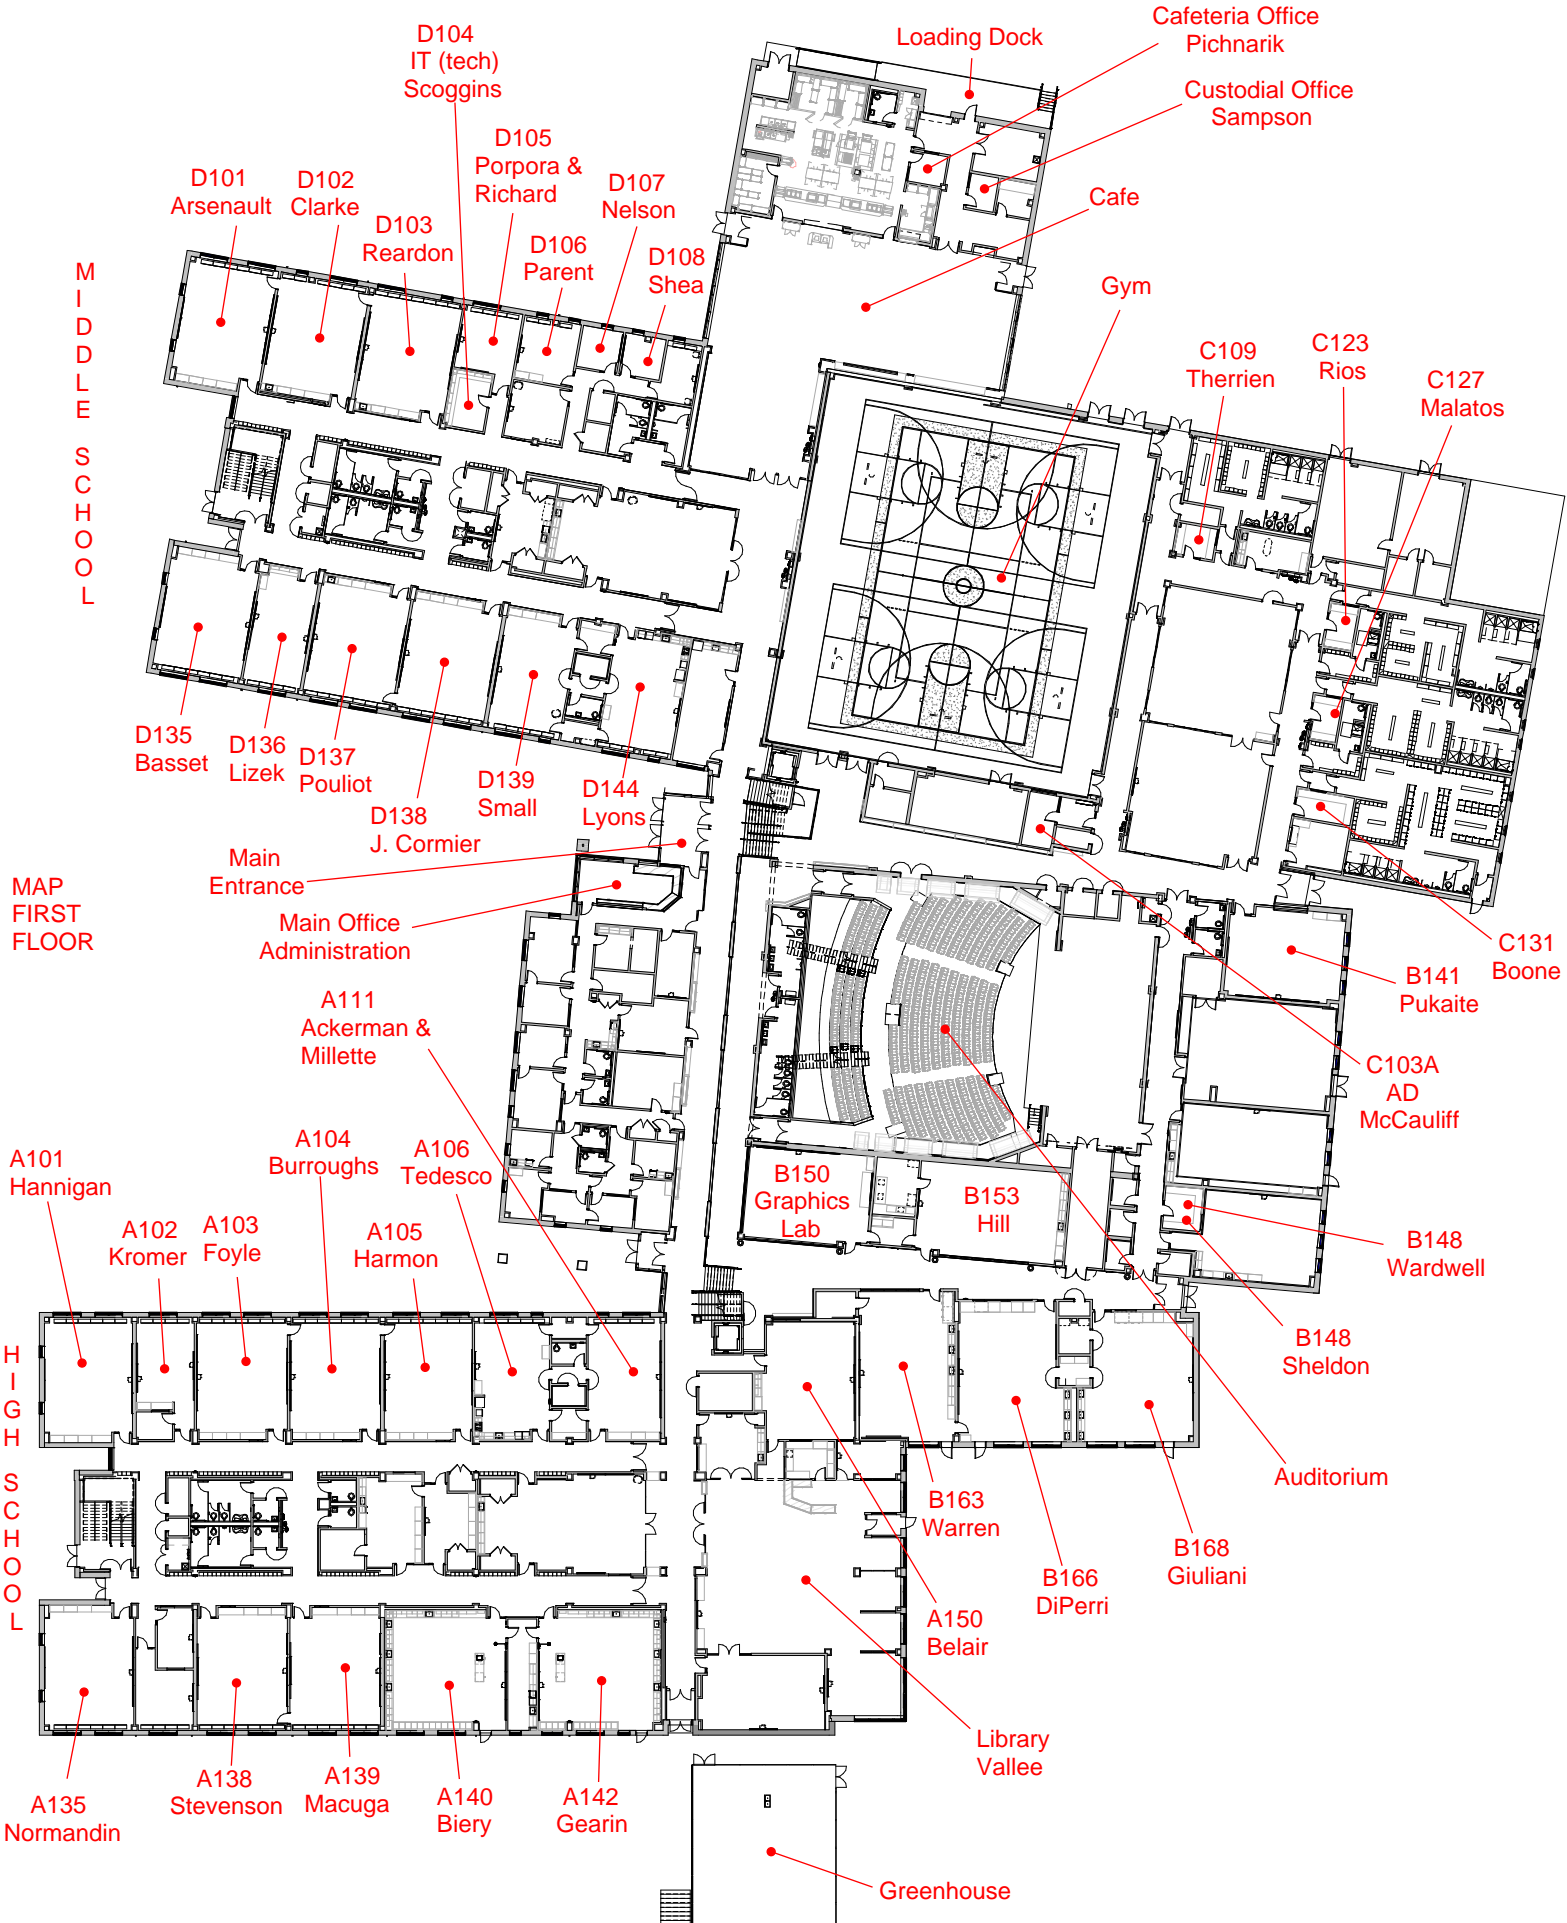 Cafeteria Office
Pichnarik
Loading Dock
D104
IT (tech)
Scoggins
Custodial Office
Sampson
D105
Porpora &
Richard
D101
Arsenault
D102
Clarke
D107
Nelson
Cafe
D103
Reardon
D106
Parent
D108
Shea
MIDDLE SCHOOL
Gym
C109
Therrien
C123
Rios
C127
Malatos
D135
Basset
D136
Lizek
D137
Pouliot
D138
J. Cormier
D139
Small
D144
Lyons
Main
Entrance
MAP
FIRST
FLOOR
Main Office
Administration
C131
Boone
B141
Pukaite
A111
Ackerman &
Millette
C103A
AD
McCauliff
A101
Hannigan
A102
Kromer
A103
Foyle
A104
Burroughs
A105
Harmon
A106
Tedesco
B150
Graphics
Lab
B153
Hill
B148
Wardwell
B148
Sheldon
HIGH SCHOOL
Auditorium
B163
Warren
B168
Giuliani
B166
DiPerri
A150
Belair
Library
Vallee
A135
Normandin
A138
Stevenson
A139
Macuga
A140
Biery
A142
Gearin
Greenhouse